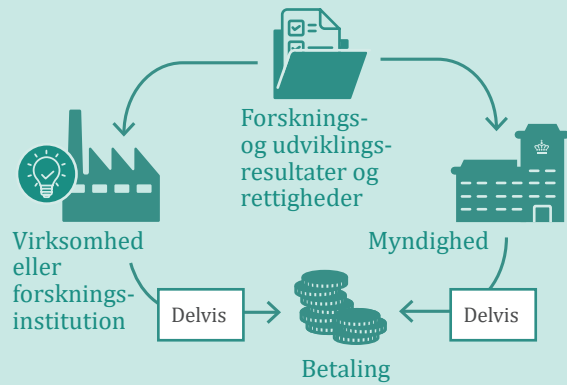 Forsknings-
og udviklings-
resultater og
rettigheder
Virksomhed
eller
forsknings-
institution
Myndighed
Delvis
Delvis
Betaling